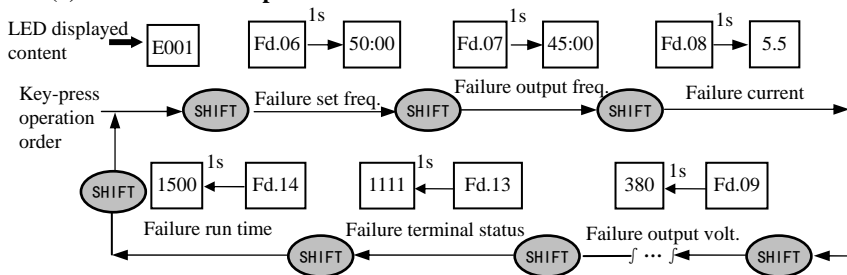 1s
1s
1s
LED displayed
content
E001
Fd.06
50:00
Fd.07
45:00
Fd.08
5.5
Key-press
operation
order
SHIFT
Failure set freq.
SHIFT
Failure output freq.
SHIFT
Failure current
SHIFT
1500
1s
Fd.14
1111
1s
Fd.13
380
1s
Fd.09
Failure run time
SHIFT
Failure terminal status
SHIFT
Failure output volt.
...
SHIFT